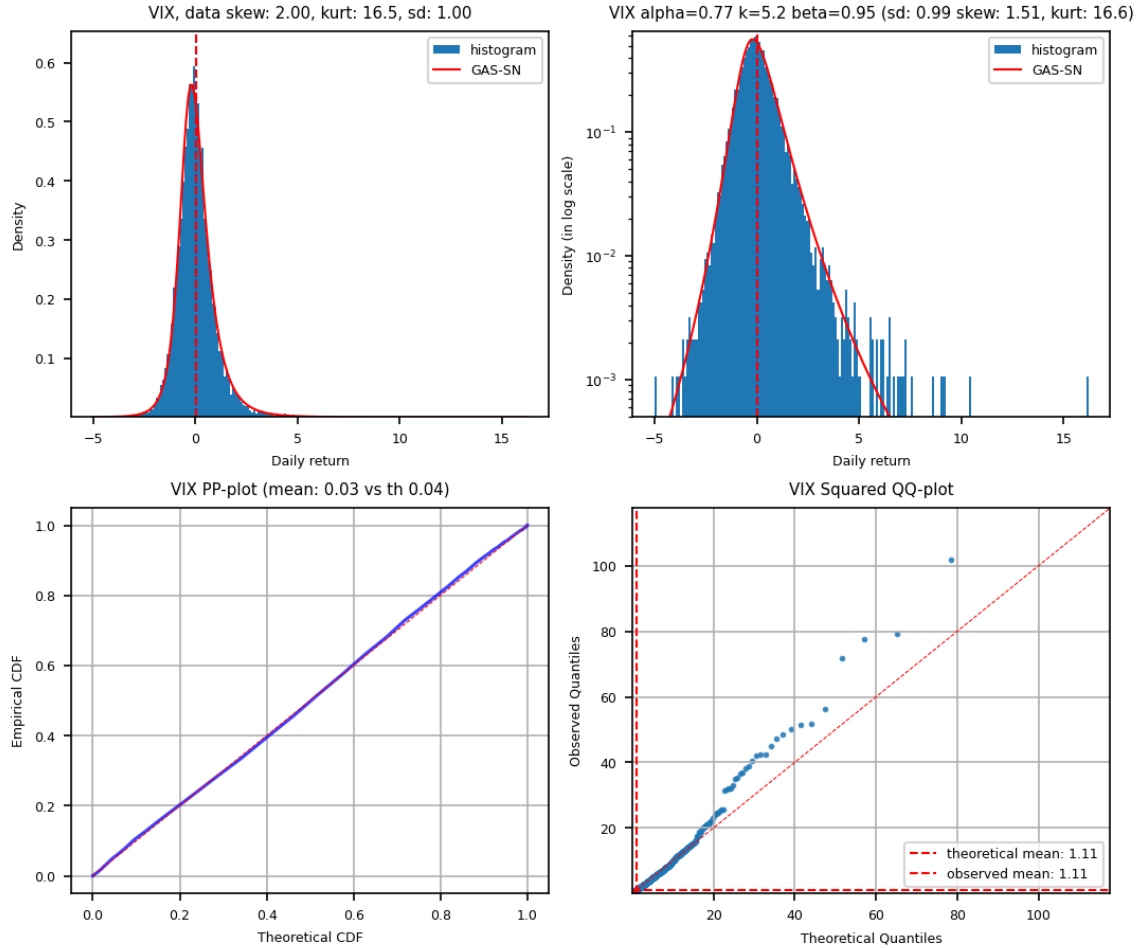 VIX, data skew: 2.00, kurt: 16.5, sd: 1.00
histogram
GAS-SN
0.6
0.5
0.4
0.3
0.2
0.1
Density
−5
0
5
10
15
Daily return
VIX alpha=0.77 k=5.2 beta=0.95 (sd: 0.99 skew: 1.51, kurt: 16.6)
histogram
GAS-SN
10⁻¹
10⁻²
10⁻³
Density (in log scale)
−5
0
5
10
15
Daily return
VIX PP-plot (mean: 0.03 vs th 0.04)
1.0
0.8
0.6
0.4
0.2
0.0
Empirical CDF
0.0
0.2
0.4
0.6
0.8
1.0
Theoretical CDF
VIX Squared QQ-plot
100
80
60
40
20
Observed Quantiles
theoretical mean: 1.11
observed mean: 1.11
20
40
60
80
100
Theoretical Quantiles